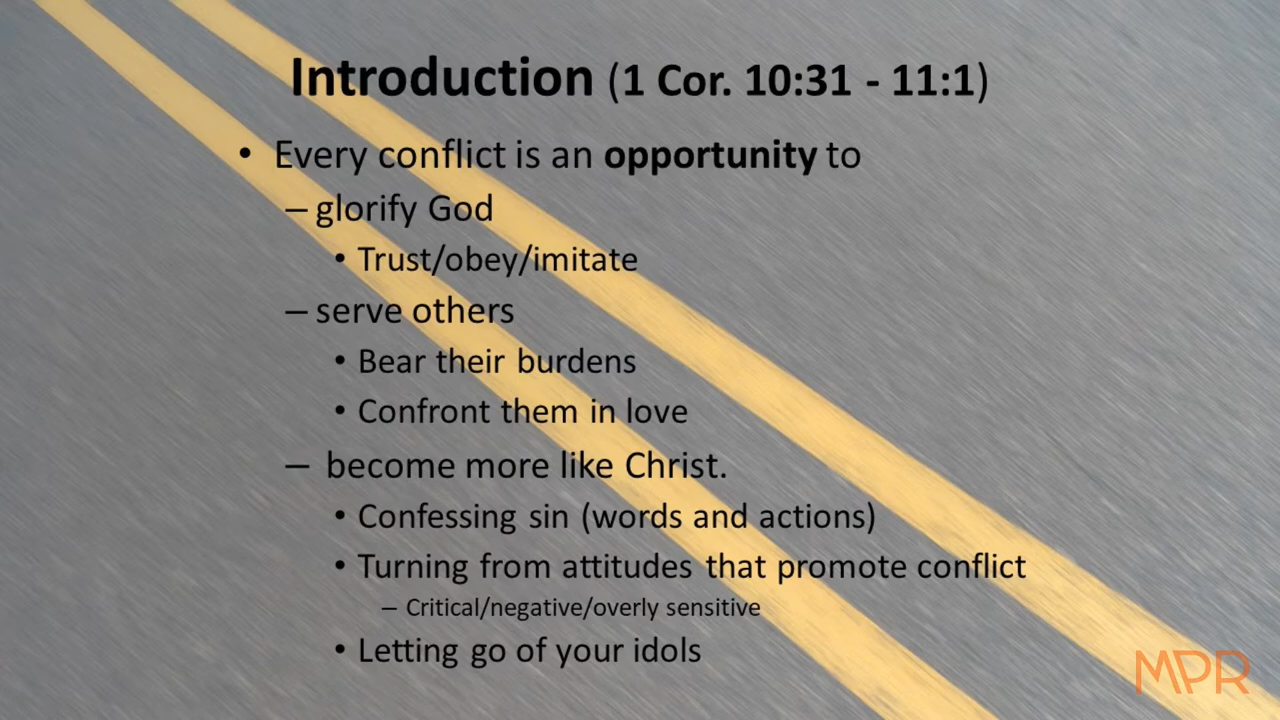 Introduction (1 Cor. 10:31 - 11:1)
• Every conflict is an opportunity to
– glorify God
• Trust/obey/imitate
– serve others
• Bear their burdens
• Confront them in love
– become more like Christ.
• Confessing sin (words and actions)
• Turning from attitudes that promote conflict
– Critical/negative/overly sensitive
• Letting go of your idols
MPR